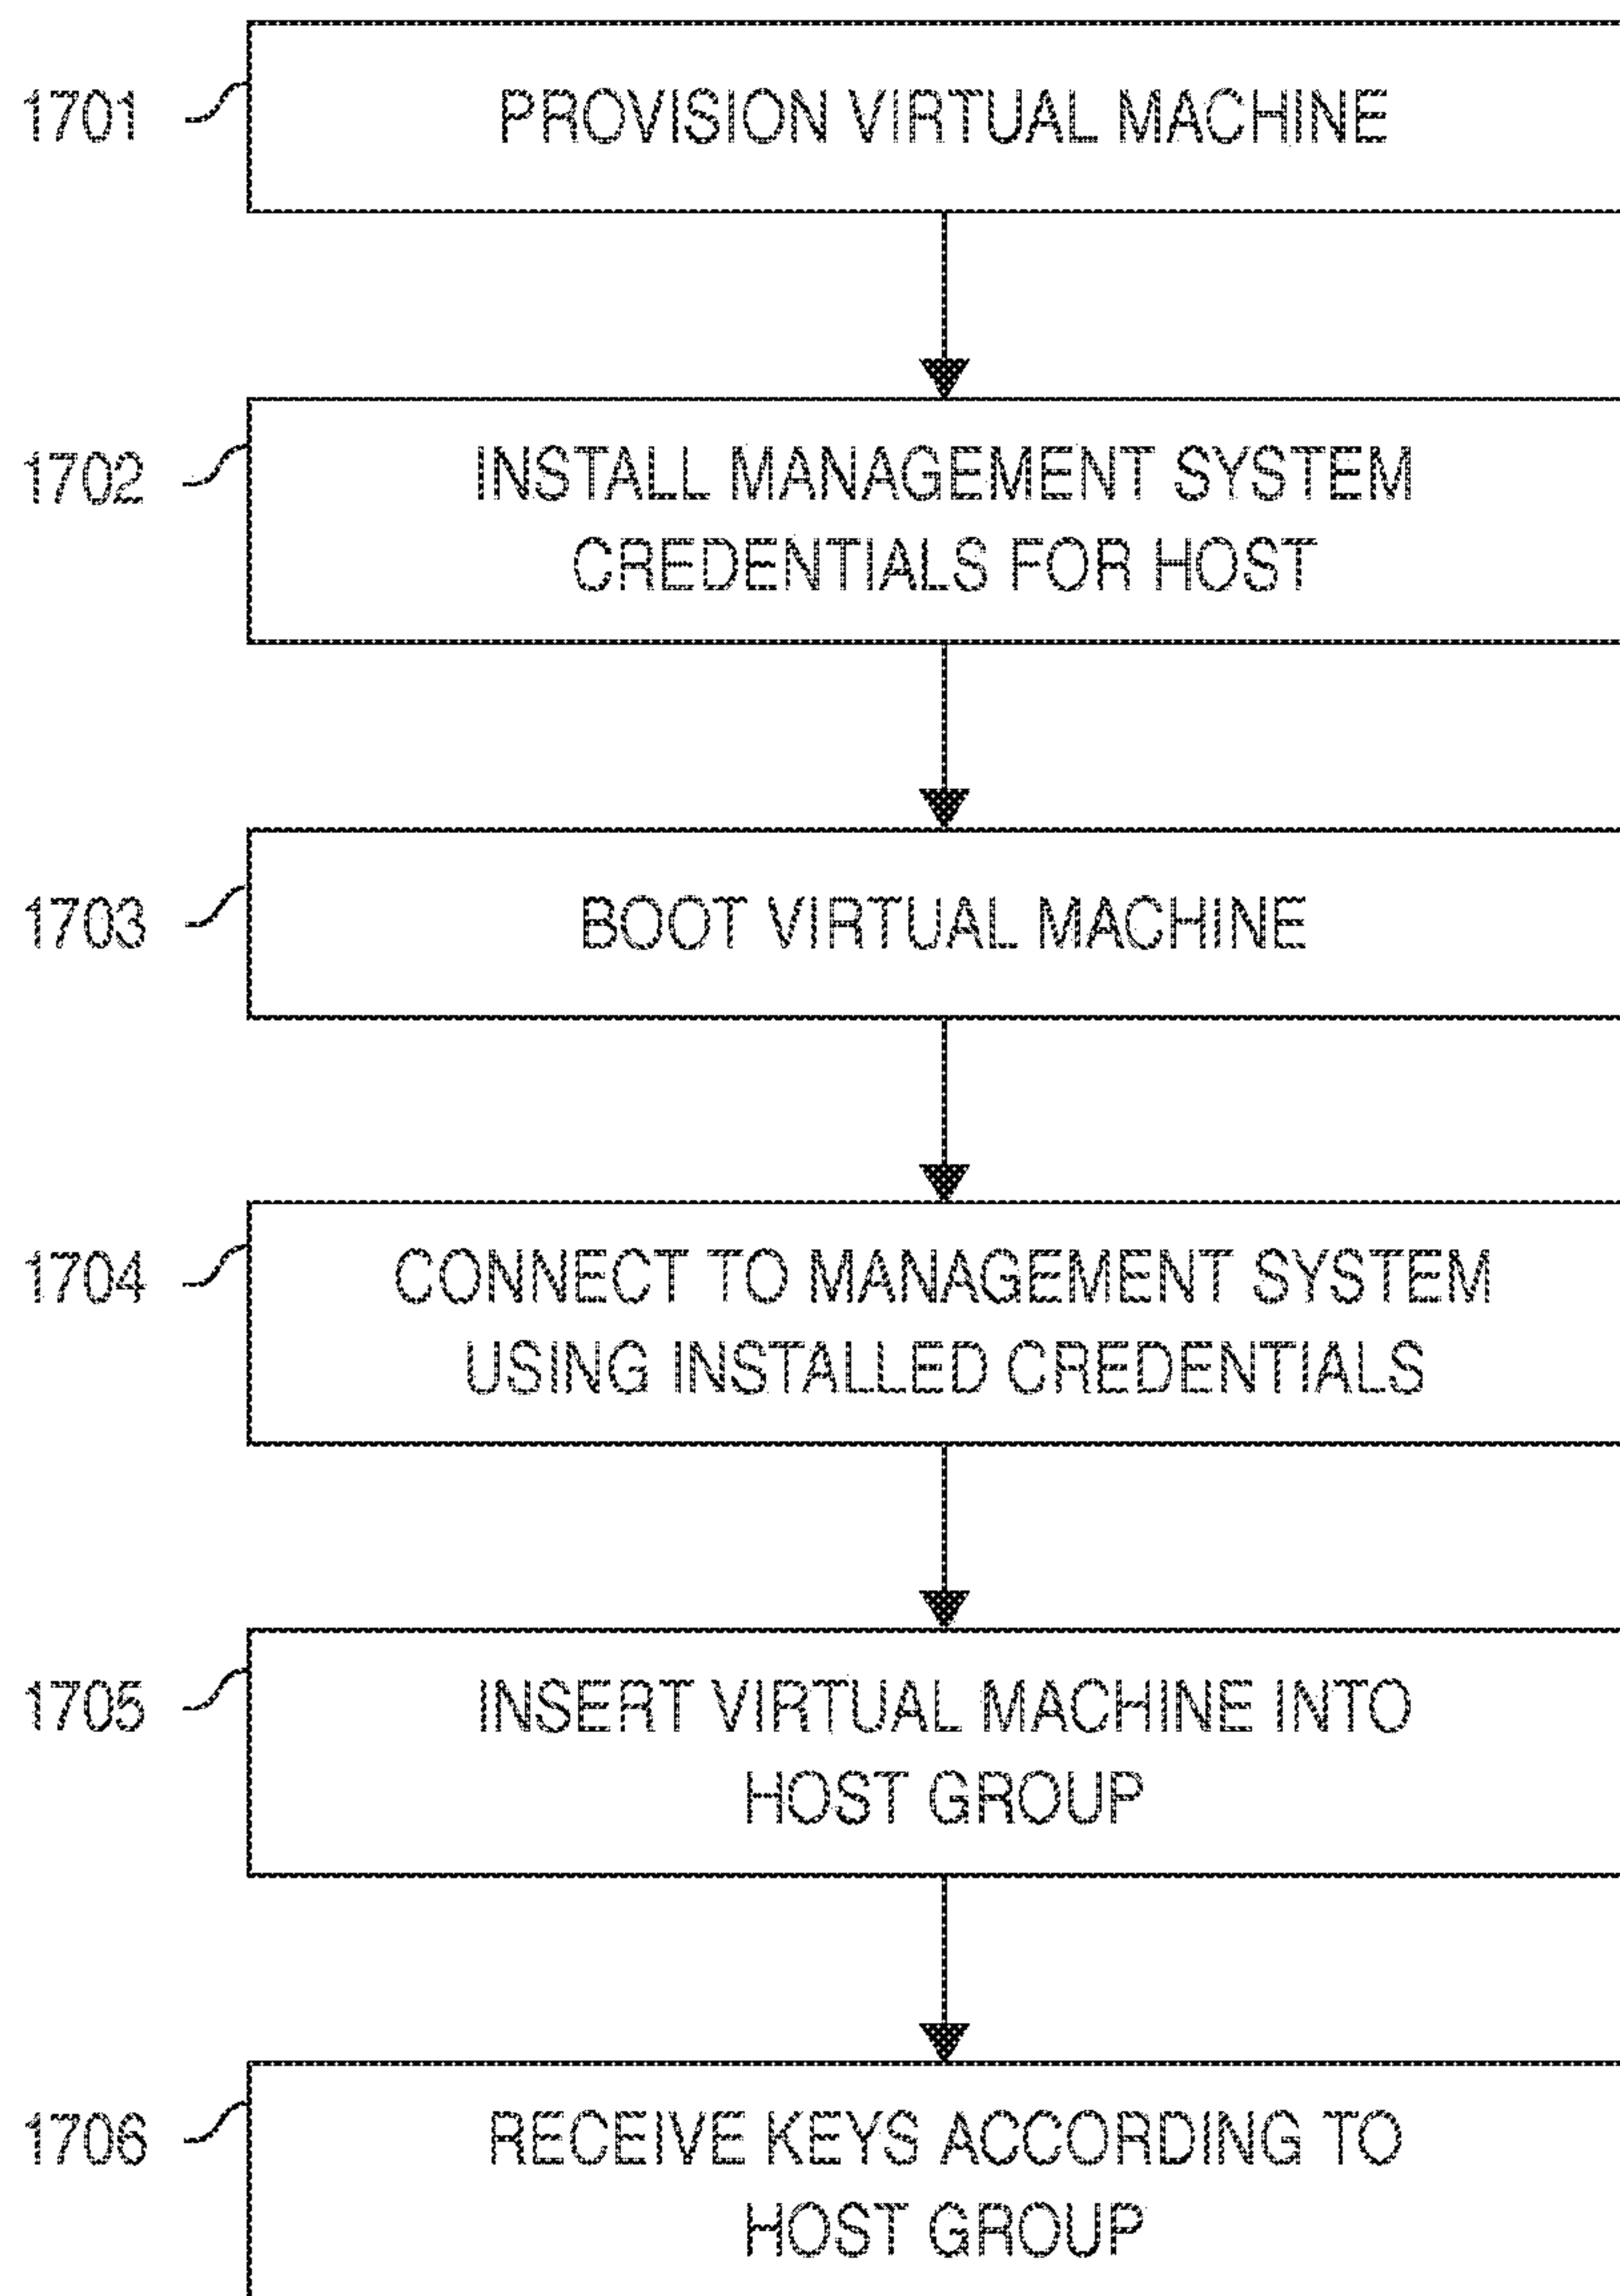 1701
PROVISION VIRTUAL MACHINE
1702
INSTALL MANAGEMENT SYSTEM
CREDENTIALS FOR HOST
1703
BOOT VIRTUAL MACHINE
1704
CONNECT TO MANAGEMENT SYSTEM
USING INSTALLED CREDENTIALS
1705
INSERT VIRTUAL MACHINE INTO
HOST GROUP
1706
RECEIVE KEYS ACCORDING TO
HOST GROUP